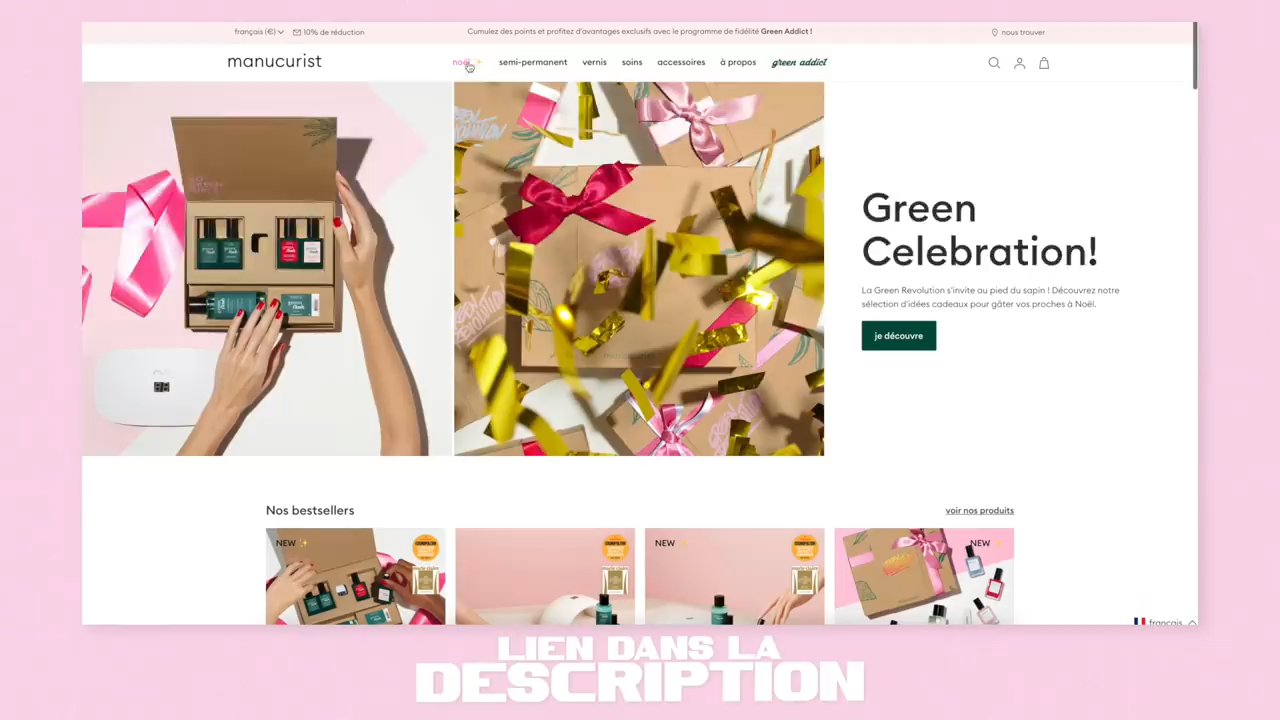 français (€)
10% de réduction
Cumulez des points et profitez d'avantages exclusifs avec le programme de fidélité Green Addict !
nous trouver
manucurist
noël
semi-permanent
vernis
soins
accessoires
à propos
green addict
Green
Celebration!
La Green Revolution s'invite au pied du sapin ! Découvrez notre
sélection d'idées cadeaux pour gâter vos proches à Noël.
je découvre
Nos bestsellers
voir nos produits
NEW
NEW
NEW
français
LIEN DANS LA
DESCRIPTION